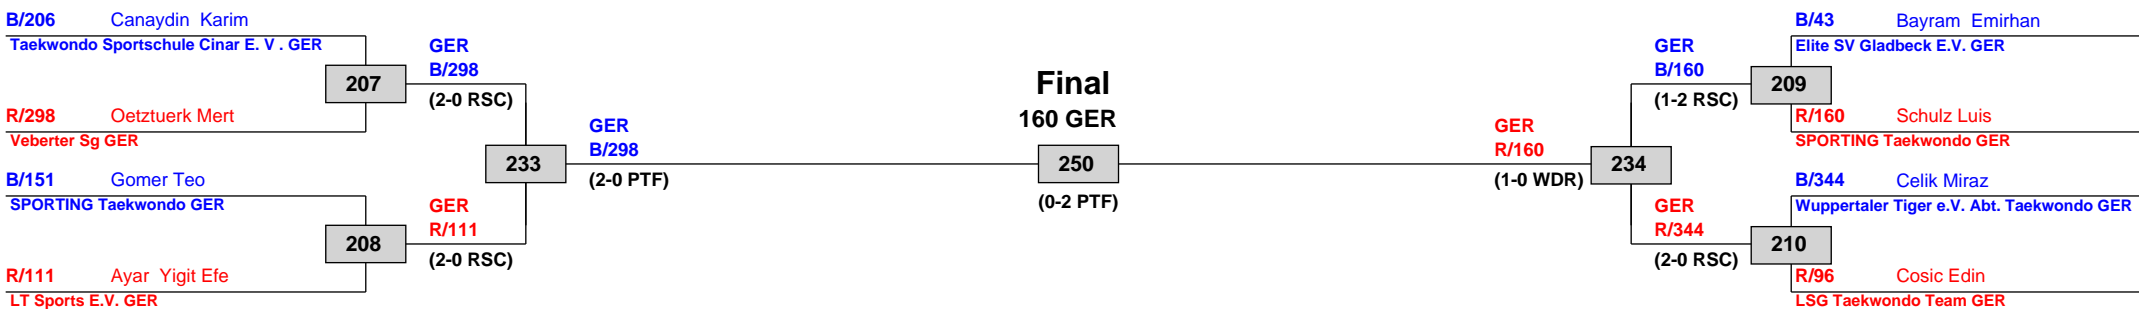 B/206 Canaydin Karim
Taekwondo Sportschule Cinar E. V . GER
207
R/298 Oetztuerk Mert
Veberter Sg GER
B/151 Gomer Teo
SPORTING Taekwondo GER
208
R/111 Ayar Yigit Efe
LT Sports E.V. GER
GER
B/298
(2-0 RSC)
233
GER
R/111
(2-0 RSC)
GER
B/298
(2-0 PTF)
Final
160 GER
250
(0-2 PTF)
GER
R/160
(1-0 WDR)
GER
B/160
(1-2 RSC)
234
GER
R/344
(2-0 RSC)
B/43 Bayram Emirhan
Elite SV Gladbeck E.V. GER
209
R/160 Schulz Luis
SPORTING Taekwondo GER
B/344 Celik Miraz
Wuppertaler Tiger e.V. Abt. Taekwondo GER
210
R/96 Cosic Edin
LSG Taekwondo Team GER